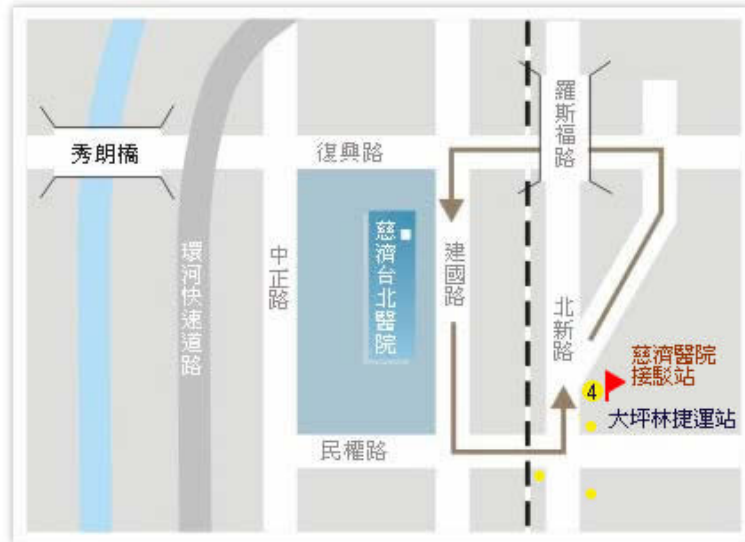 羅斯福路
秀朗橋
復興路
環河快速道路
中正路
慈濟台北醫院
建國路
北新路
慈濟醫院
接駁站
4
大坪林捷運站
民權路